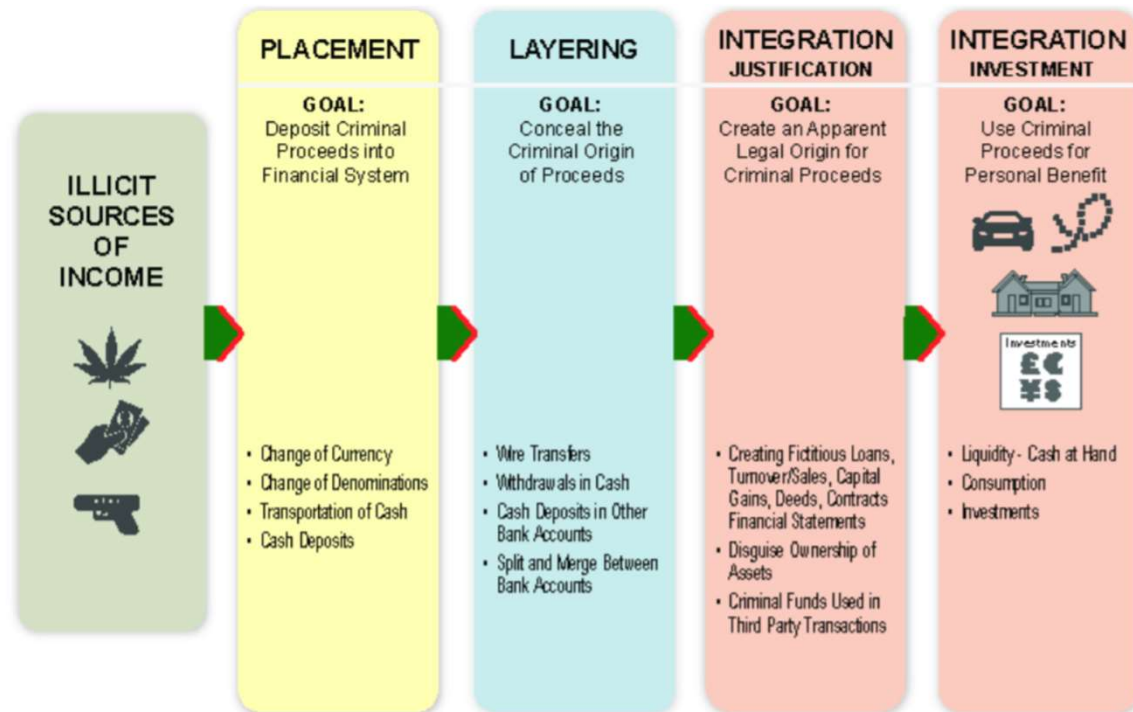 ILLICIT
SOURCES
OF
INCOME
PLACEMENT
GOAL:
Deposit Criminal
Proceeds into
Financial System
• Change of Currency
• Change of Denominations
• Transportation of Cash
• Cash Deposits
LAYERING
GOAL:
Conceal the
Criminal Origin
of Proceeds
• Wire Transfers
• Withdrawals in Cash
• Cash Deposits in Other
Bank Accounts
• Split and Merge Between
Bank Accounts
INTEGRATION
JUSTIFICATION
GOAL:
Create an Apparent
Legal Origin for
Criminal Proceeds
• Creating Fictitious Loans,
Turnover/Sales, Capital
Gains, Deeds, Contracts
Financial Statements
• Disguise Ownership of
Assets
• Criminal Funds Used in
Third Party Transactions
INTEGRATION
INVESTMENT
GOAL:
Use Criminal
Proceeds for
Personal Benefit
Investments
£ €
¥ $
• Liquidity - Cash at Hand
• Consumption
• Investments